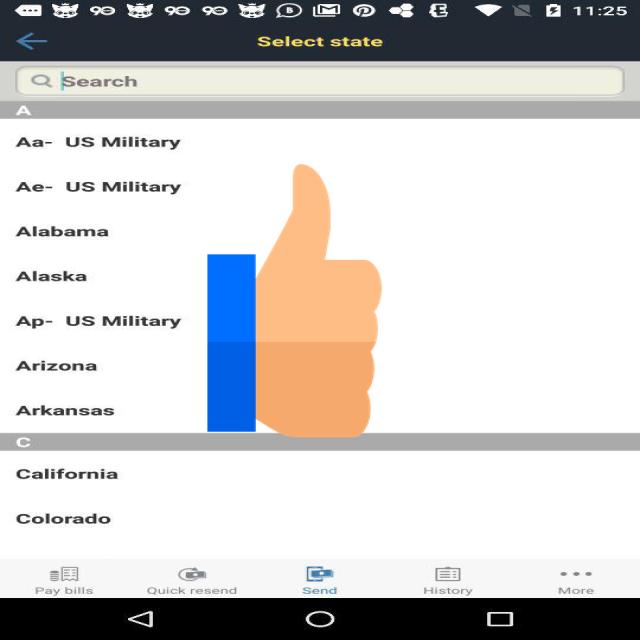 11:25
Select state
Search
A
Aa-  US Military
Ae-  US Military
Alabama
Alaska
Ap-  US Military
Arizona
Arkansas
C
California
Colorado
Pay bills
Quick resend
Send
History
More